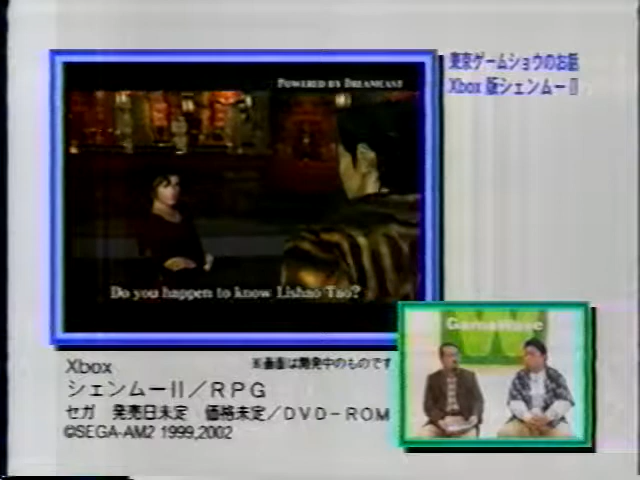 東京ゲームショウのお話
Xbox 版シェンムーⅡ
POWERED BY DREAMCAST
Do you happen to know Lishao Tao?
GameWave
Xbox
※画面は開発中のものです
シェンムーⅡ／RPG
セガ 発売日未定 価格未定／DVD－ROM
©SEGA-AM2 1999,2002